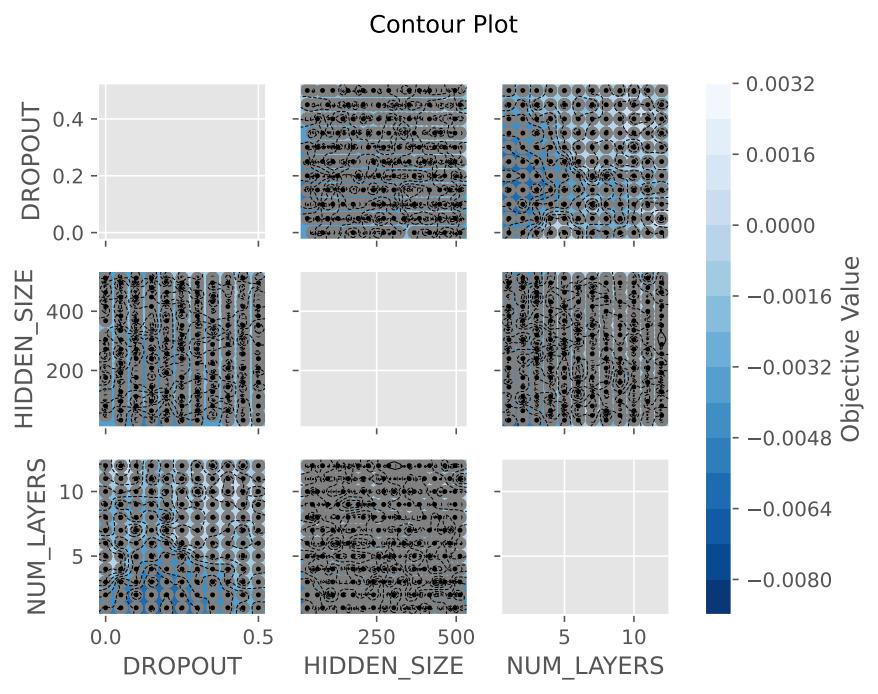 Contour Plot
DROPOUT
0.4
0.2
0.0
HIDDEN_SIZE
400
200
NUM_LAYERS
10
5
0.0 0.5
250 500
5 10
DROPOUT
HIDDEN_SIZE
NUM_LAYERS
0.0032
0.0016
0.0000
−0.0016
−0.0032
−0.0048
−0.0064
−0.0080
Objective Value